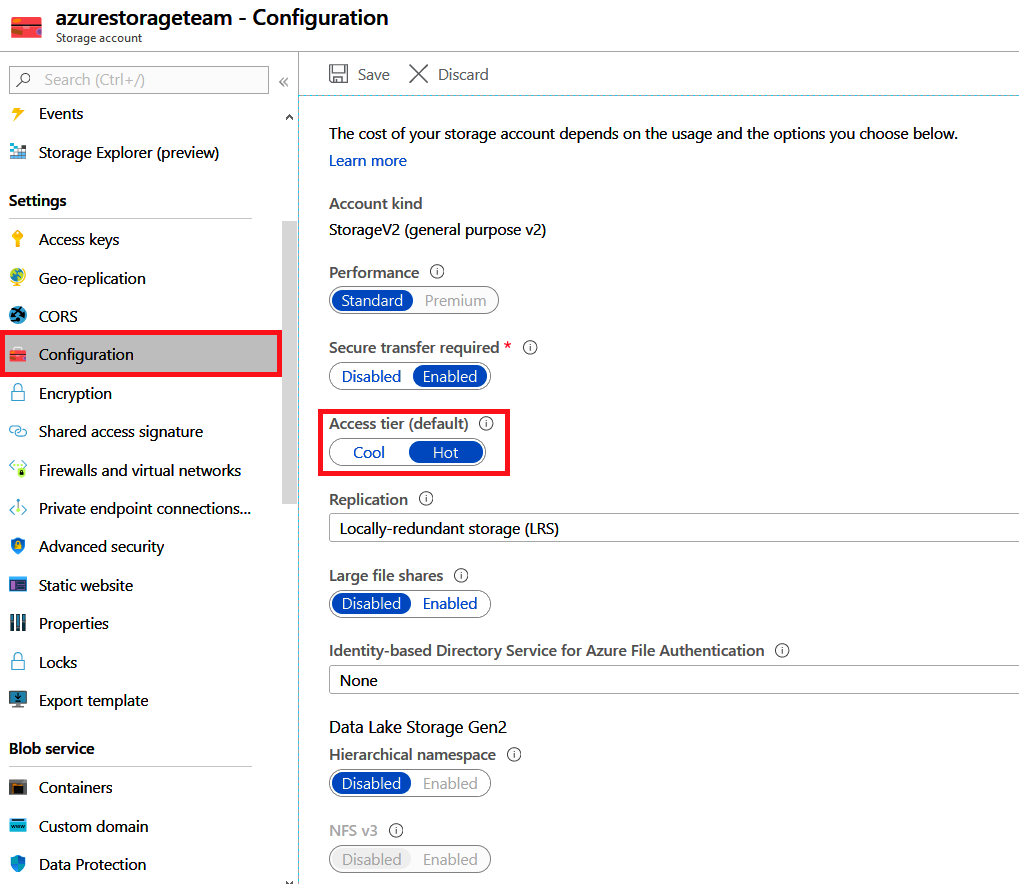 azurestorageteam - Configuration
Storage account
Search (Ctrl+/)
«
Events
Storage Explorer (preview)
Settings
Access keys
Geo-replication
CORS
Configuration
Encryption
Shared access signature
Firewalls and virtual networks
Private endpoint connections...
Advanced security
Static website
Properties
Locks
Export template
Blob service
Containers
Custom domain
Data Protection
Save Discard
The cost of your storage account depends on the usage and the options you choose below.
Learn more
Account kind
StorageV2 (general purpose v2)
Performance
Standard Premium
Secure transfer required *
Disabled Enabled
Access tier (default)
Cool Hot
Replication
Locally-redundant storage (LRS)
Large file shares
Disabled Enabled
Identity-based Directory Service for Azure File Authentication
None
Data Lake Storage Gen2
Hierarchical namespace
Disabled Enabled
NFS v3
Disabled Enabled